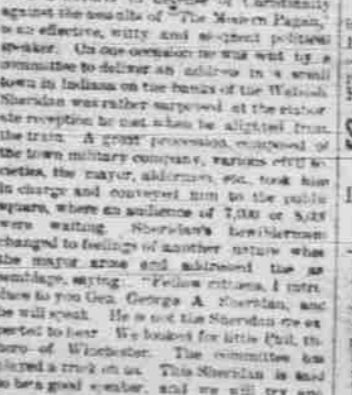 against the assaults of "The Modern Pagan,"
is an effective, witty and eloquent political
speaker. On one occasion he was sent by a
committee to deliver an address in a small
town in Indiana on the banks of the Wabash.
Sheridan was rather surprised at the elabor
ate reception he met when he alighted from
the train. A great procession, composed of
the town military company, various civil so
cieties, the mayor, aldermen, etc., took him
in charge and conveyed him to the public
square, where an audience of 7,000 or 8,000
were waiting. Sheridan's bewilderment
changed to feelings of another nature when
the mayor arose and addressed the as
semblage, saying: "Fellow citizens, I intro
duce to you Gen. George A. Sheridan, and
he will speak. He is not the Sheridan we ex
pected to hear. We looked for little Phil, th
hero of Winchester. The committee has
played a trick on us. This Sheridan is said
to be a good speaker, and we will try and